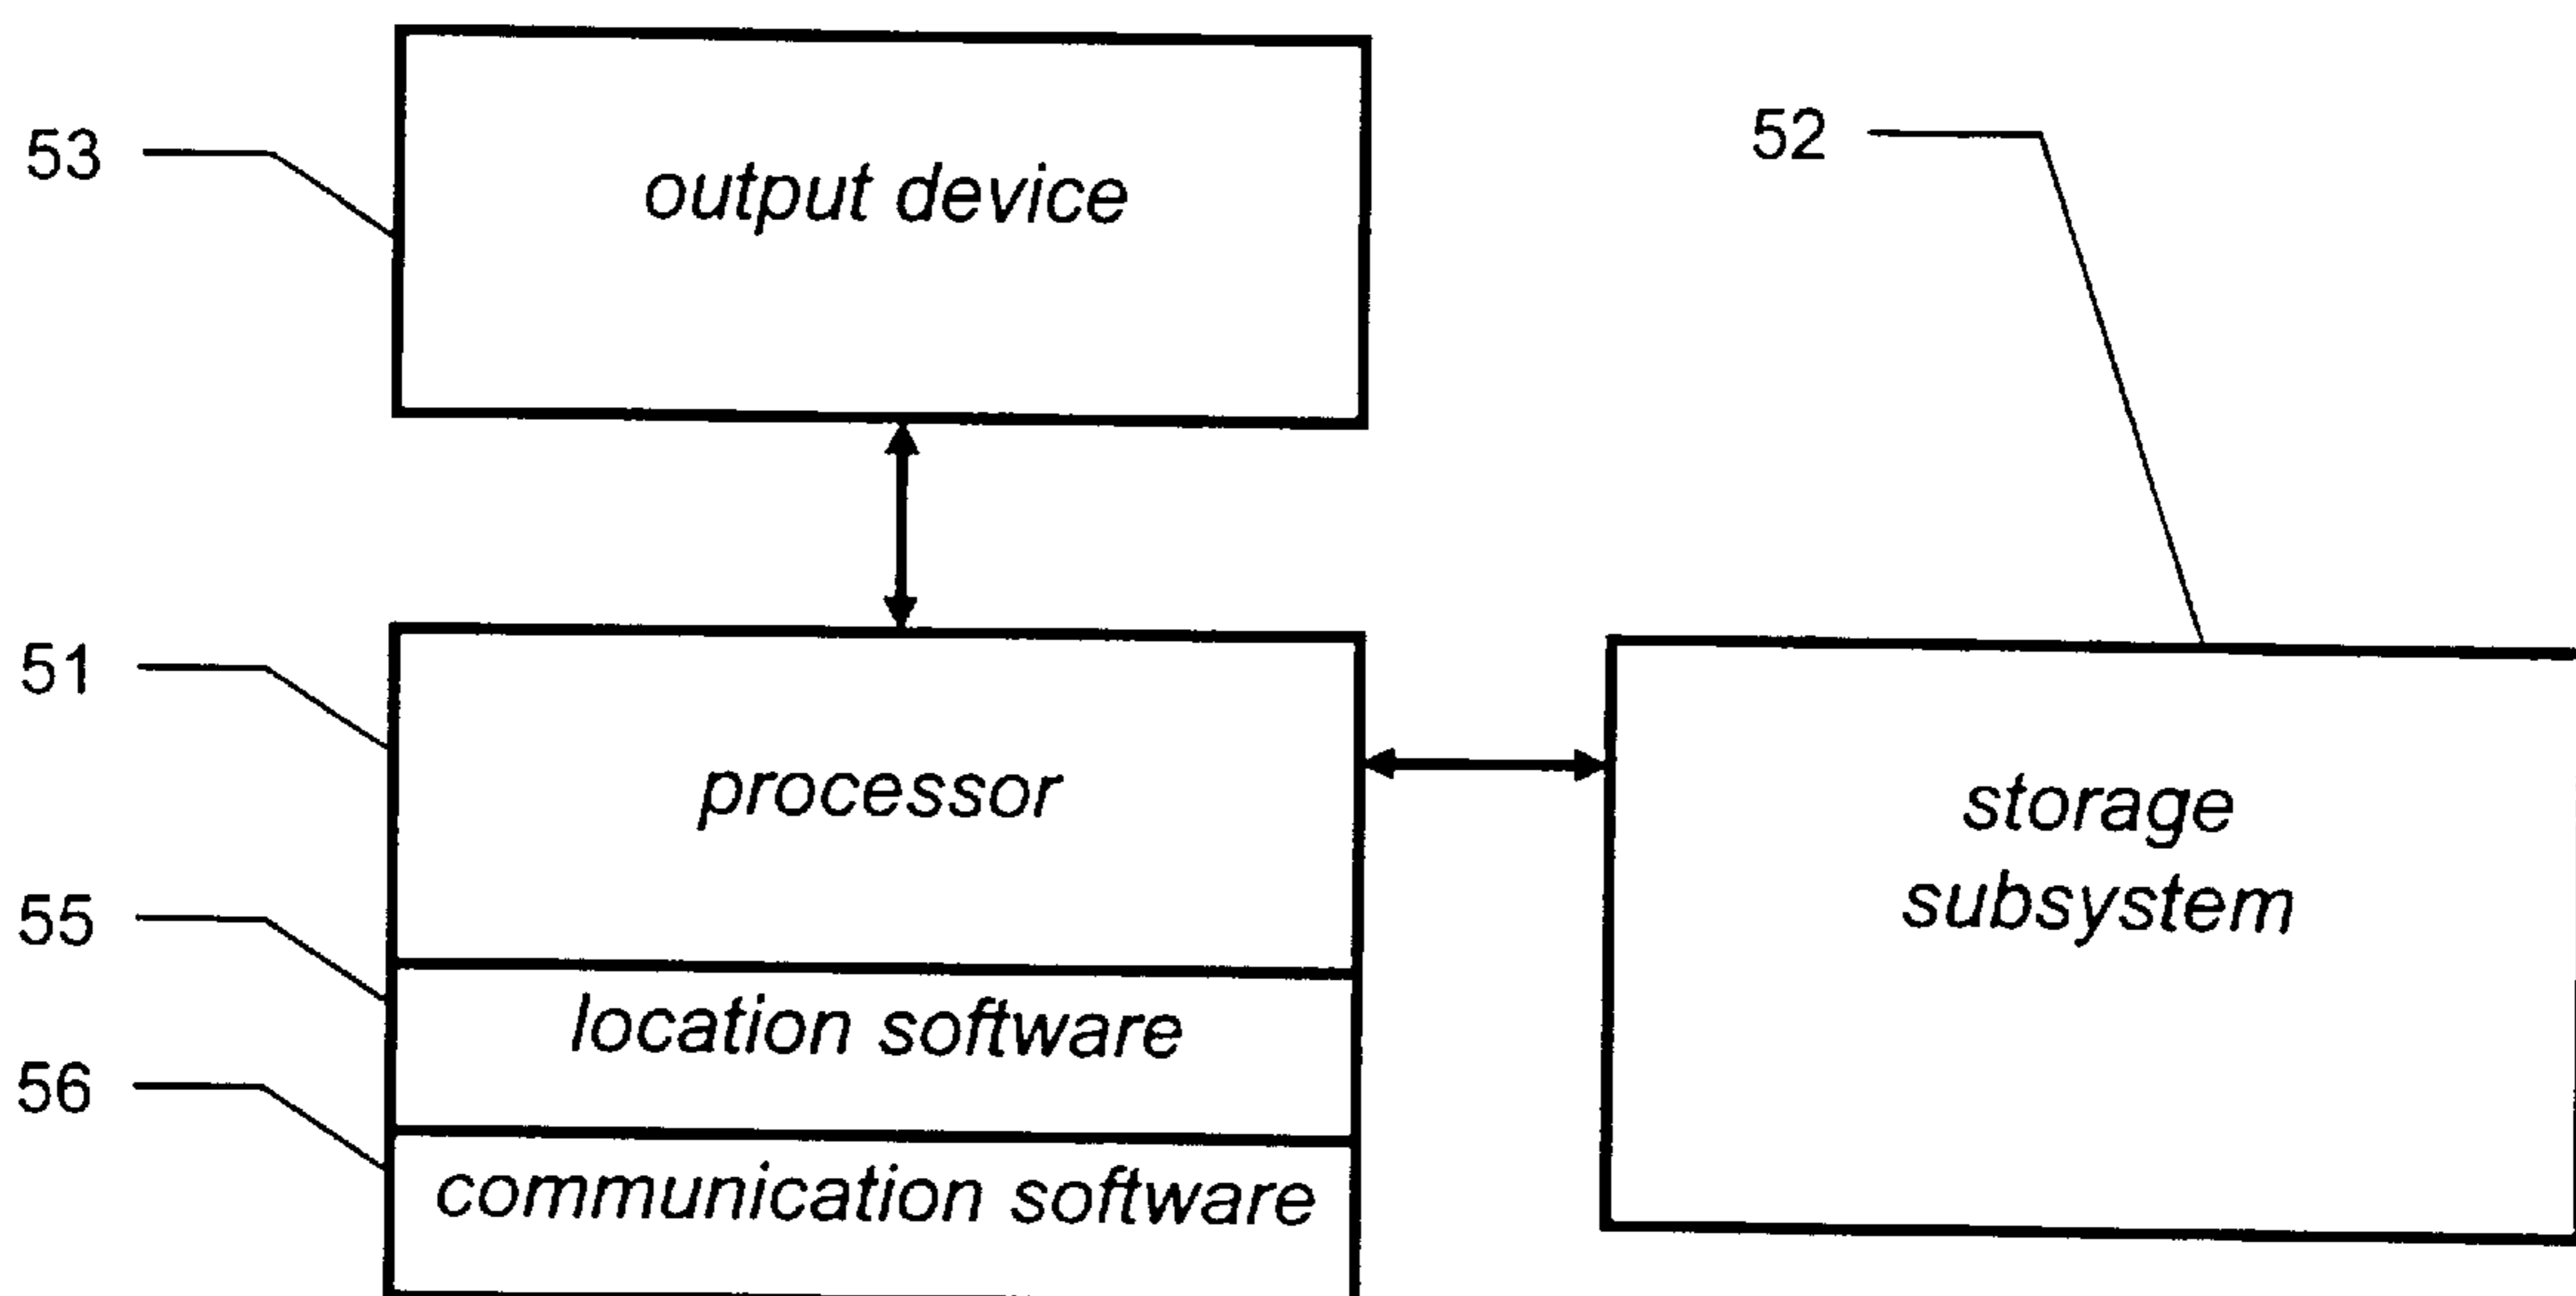 53
output device
52
51
processor
storage
subsystem
55
location software
56
communication software